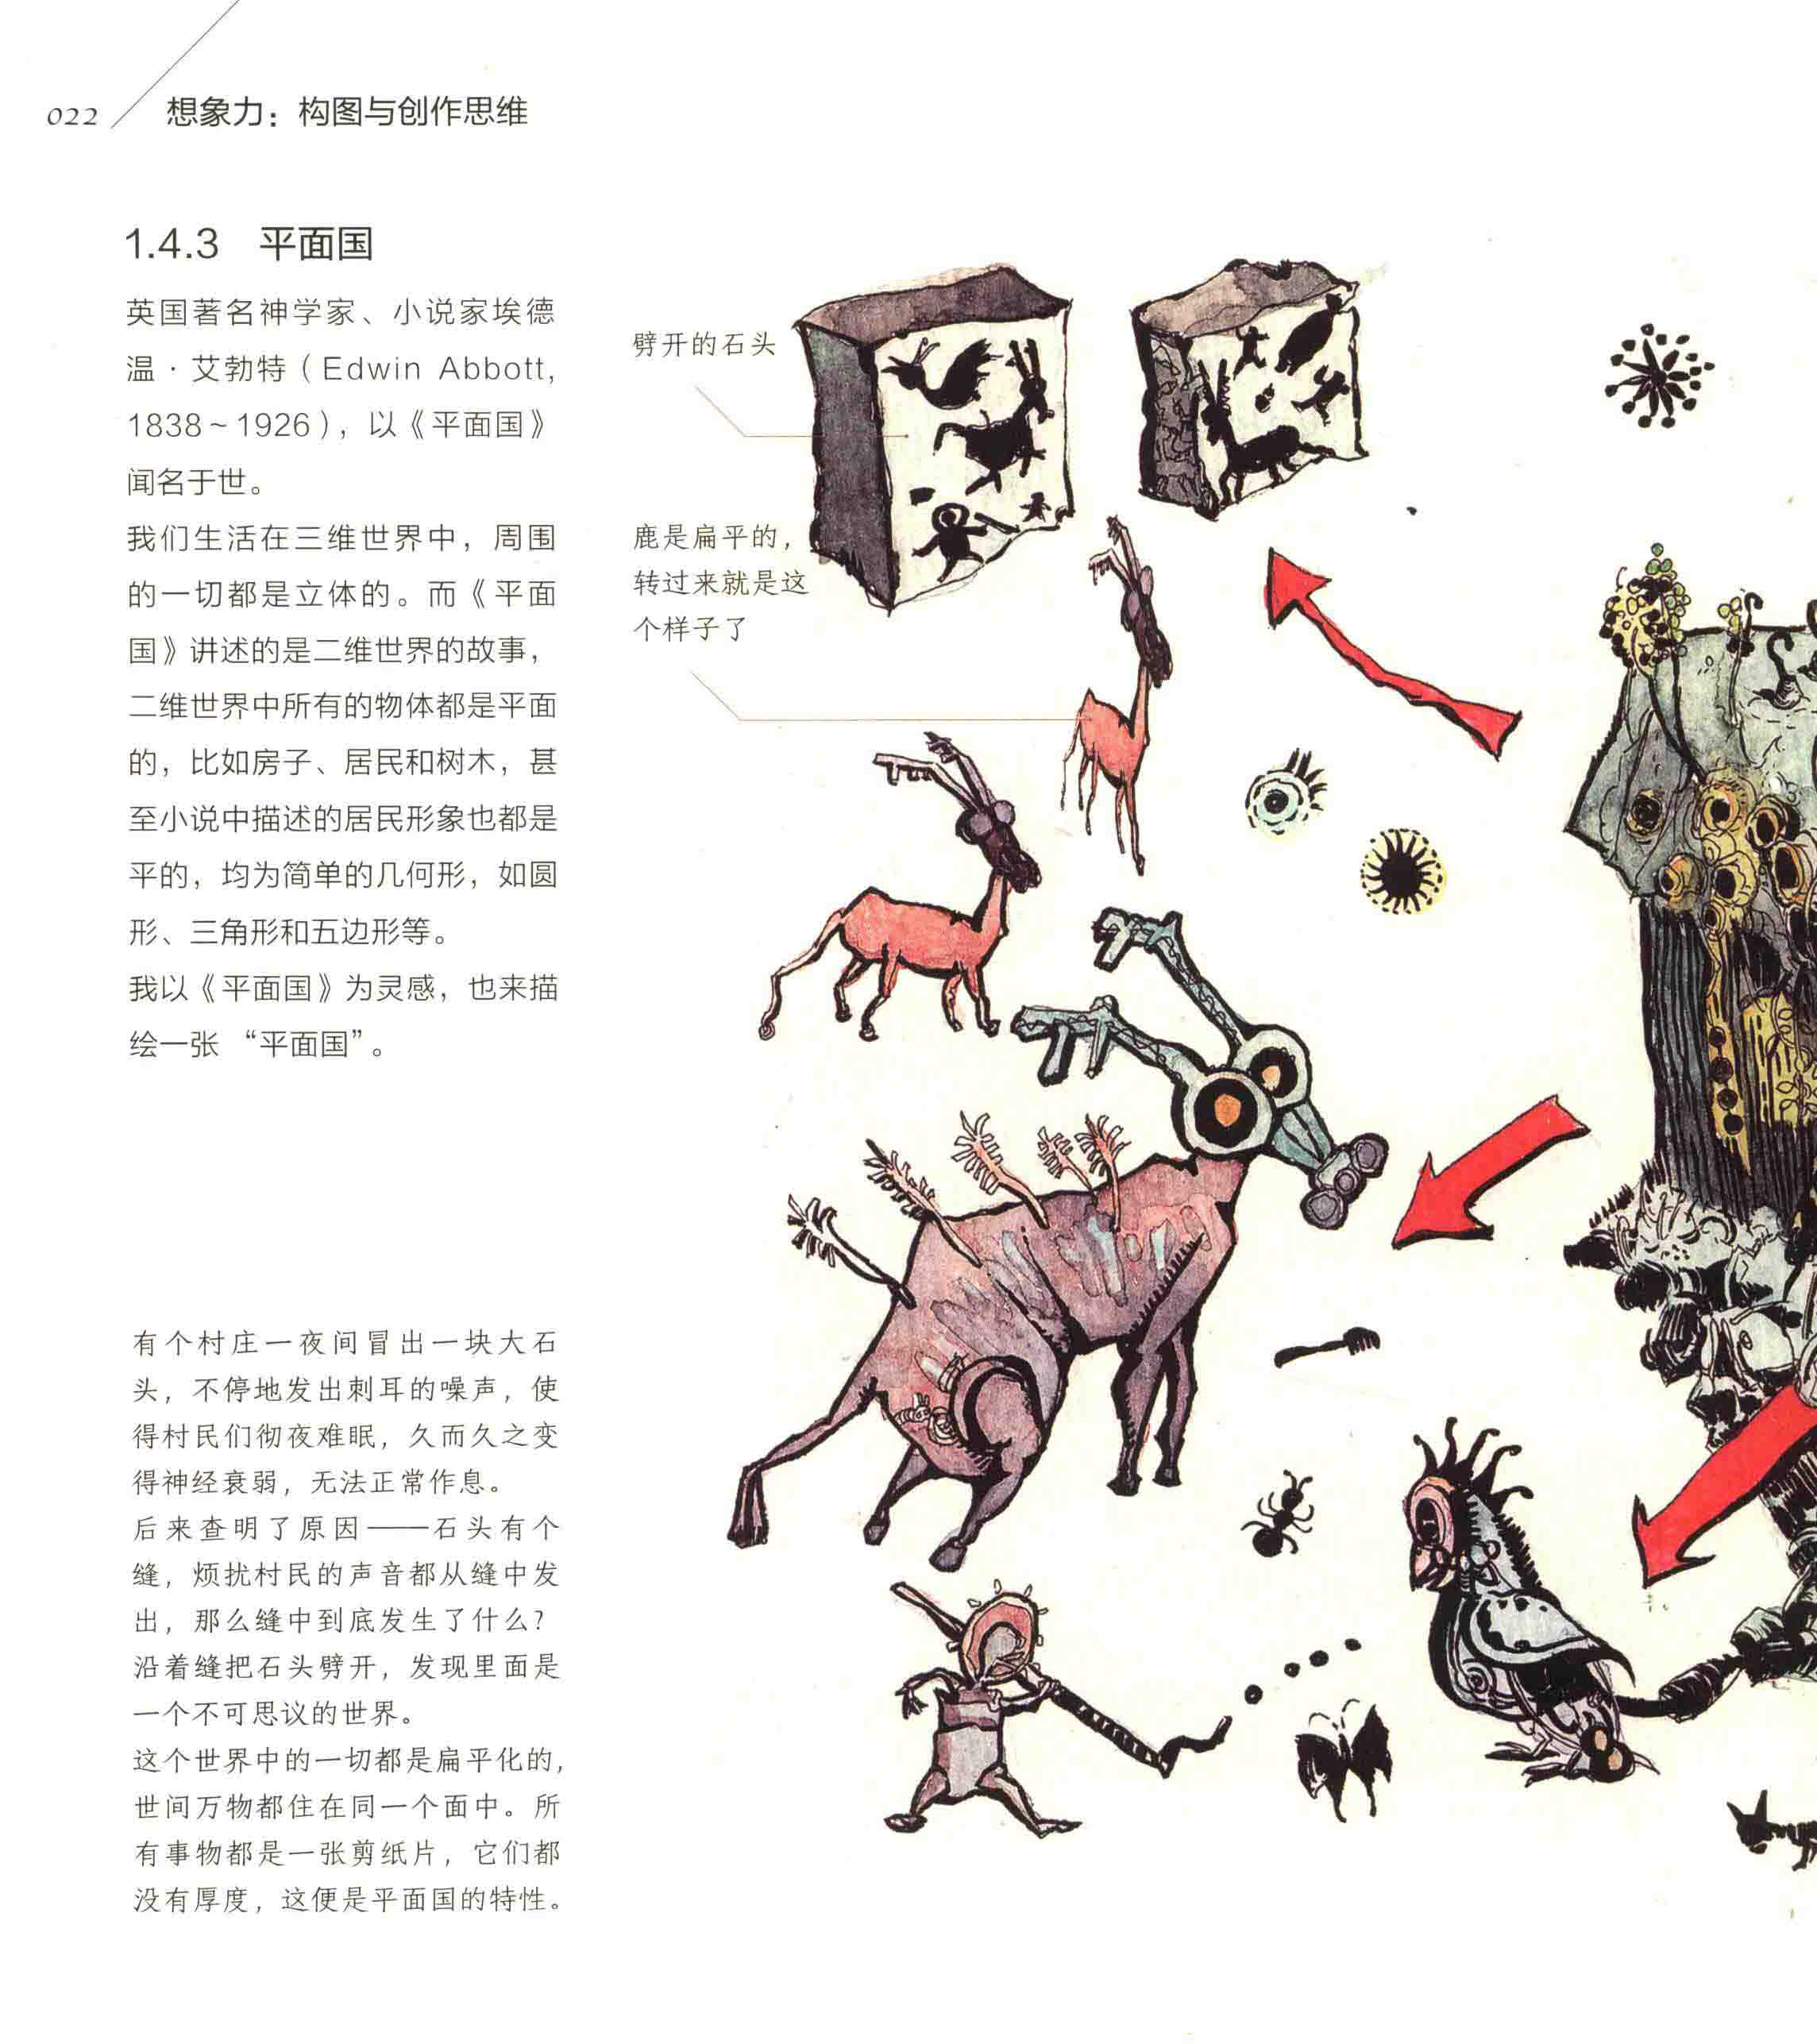 022
想象力：构图与创作思维
1.4.3 平面国
英国著名神学家、小说家埃德
温·艾勃特（Edwin Abbott,
1838～1926），以《平面国》
闻名于世。
我们生活在三维世界中，周围
的一切都是立体的。而《平面
国》讲述的是二维世界的故事，
二维世界中所有的物体都是平面
的，比如房子、居民和树木，甚
至小说中描述的居民形象也都是
平的，均为简单的几何形，如圆
形、三角形和五边形等。
我以《平面国》为灵感，也来描
绘一张 “平面国”。
有个村庄一夜间冒出一块大石
头，不停地发出刺耳的噪声，使
得村民们彻夜难眠，久而久之变
得神经衰弱，无法正常作息。
后来查明了原因——石头有个
缝，烦扰村民的声音都从缝中发
出，那么缝中到底发生了什么？
沿着缝把石头劈开，发现里面是
一个不可思议的世界。
这个世界中的一切都是扁平化的，
世间万物都住在同一个面中。所
有事物都是一张剪纸片，它们都
没有厚度，这便是平面国的特性。
劈开的石头
鹿是扁平的，
转过来就是这
个样子了